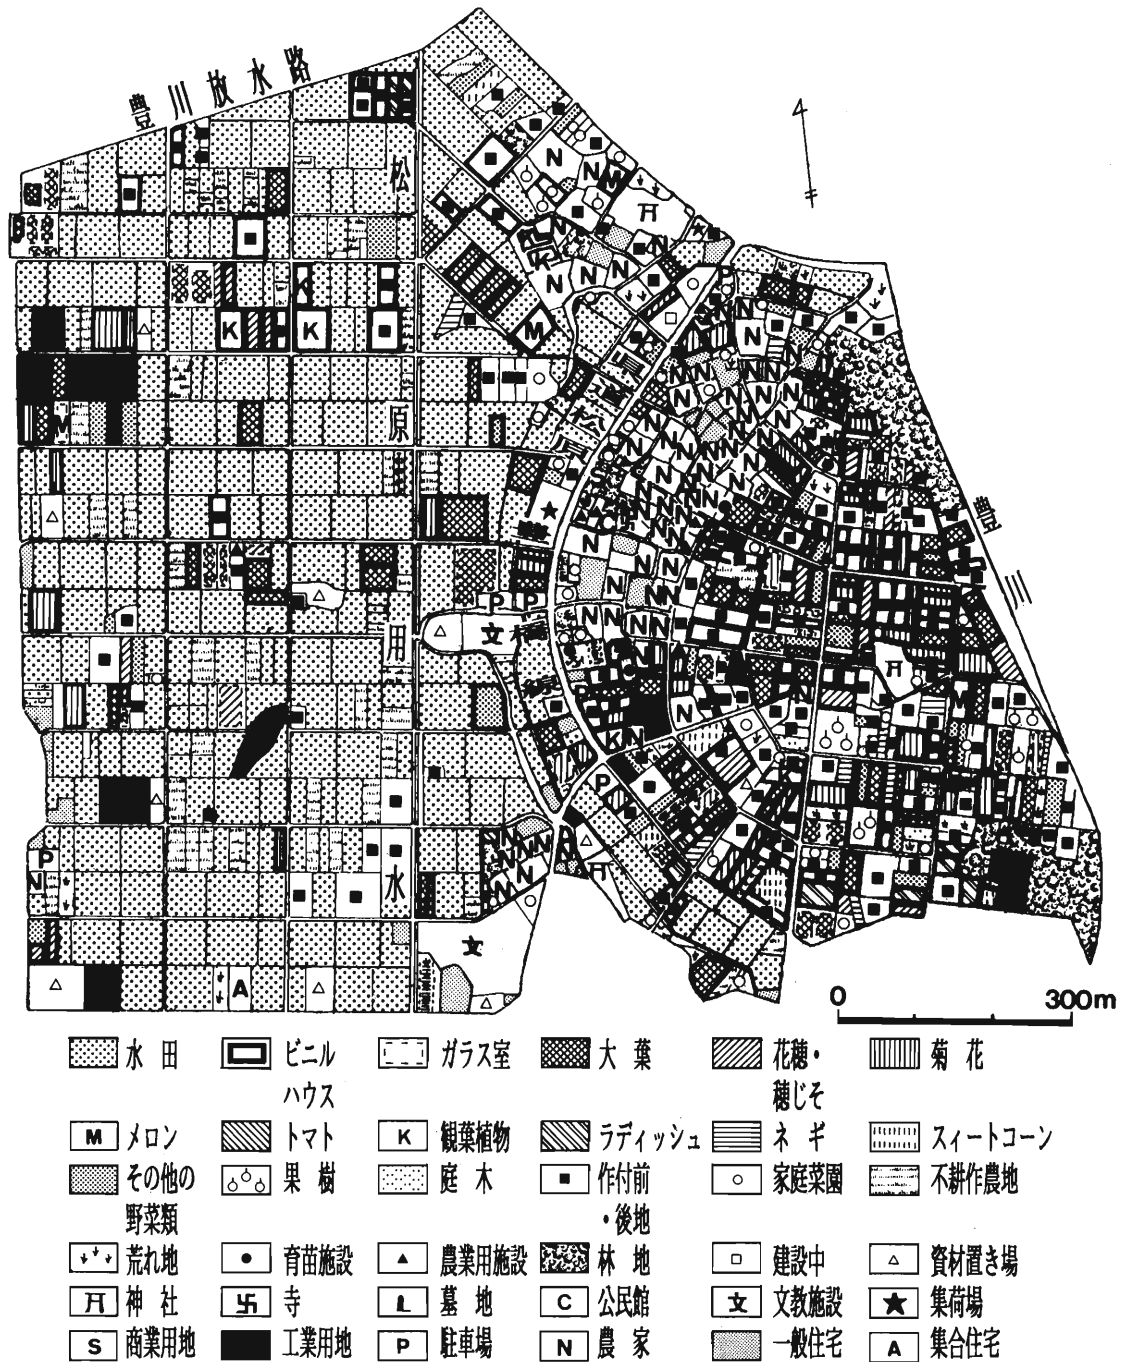 豊川放水路
松原用水
豊川
0 300m
水田 ビニルハウス ガラス室 大葉 花穂・穂じそ 菊花
M メロン トマト K 観葉植物 ラディッシュ ネギ スィートコーン
その他の野菜類 果樹 庭木 作付前・後地 家庭菜園 不耕作農地
荒れ地 育苗施設 農業用施設 林地 建設中 資材置き場
神社 卍 寺 墓地 C 公民館 文 文教施設 ★ 集荷場
S 商業用地 工業用地 P 駐車場 N 農家 一般住宅 A 集合住宅